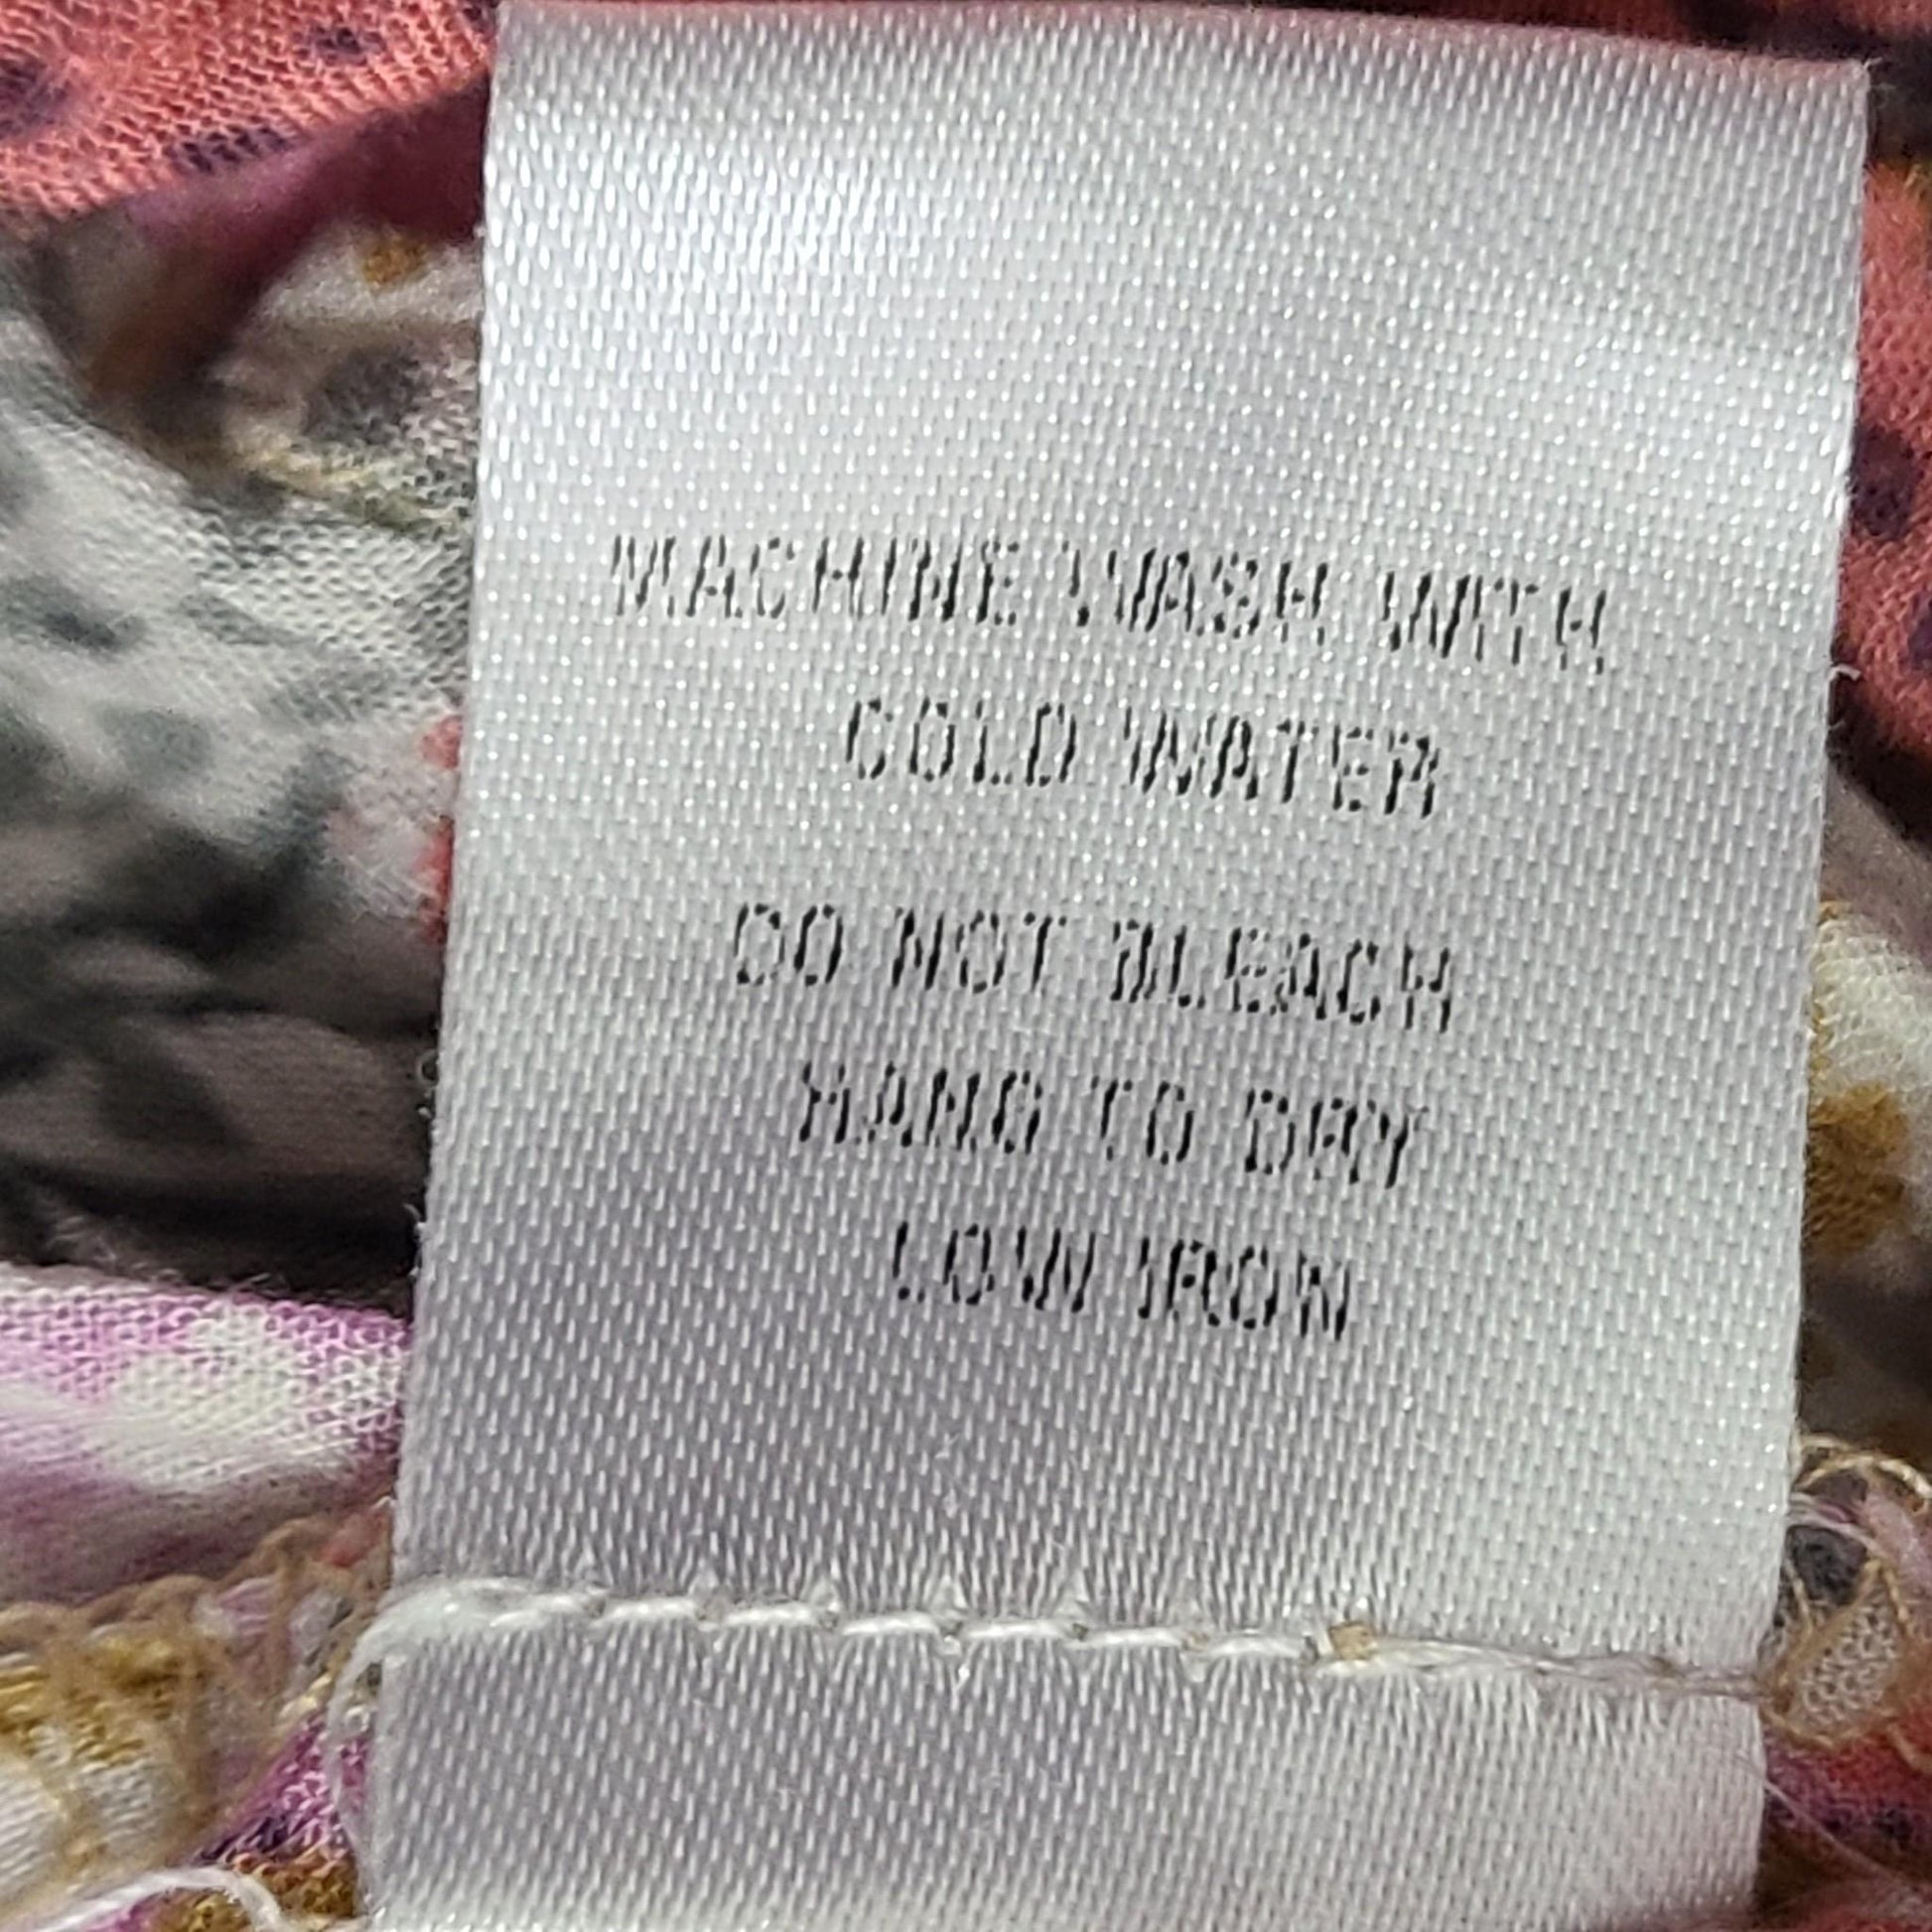 MACHINE WASH WITH
COLD WATER
DO NOT BLEACH
HANG TO DRY
LOW IRON